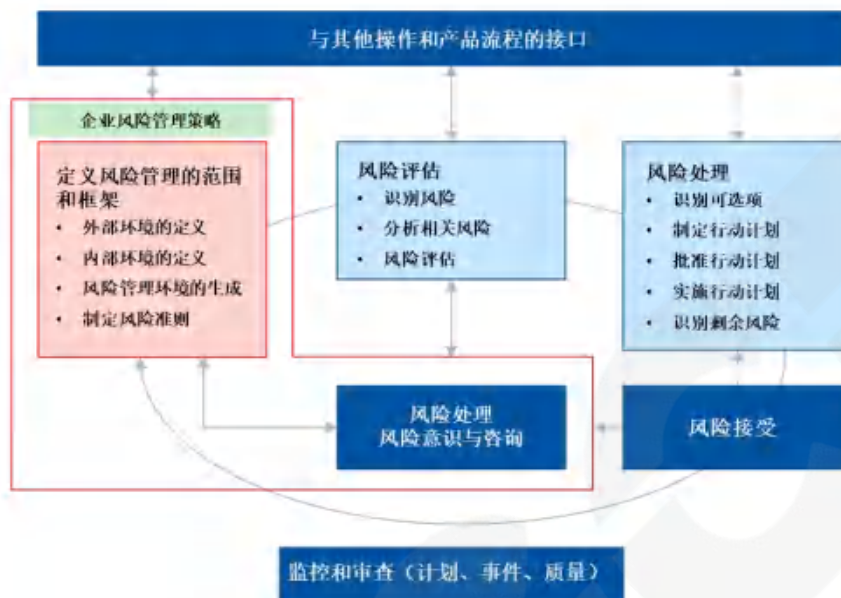 与其他操作和产品流程的接口
企业风险管理策略
定义风险管理的范围
和框架
• 外部环境的定义
• 内部环境的定义
• 风险管理环境的生成
• 制定风险准则
风险评估
• 识别风险
• 分析相关风险
• 风险评估
风险处理
• 识别可选项
• 制定行动计划
• 批准行动计划
• 实施行动计划
• 识别剩余风险
风险处理
风险意识与咨询
风险接受
监控和审查（计划、事件、质量）